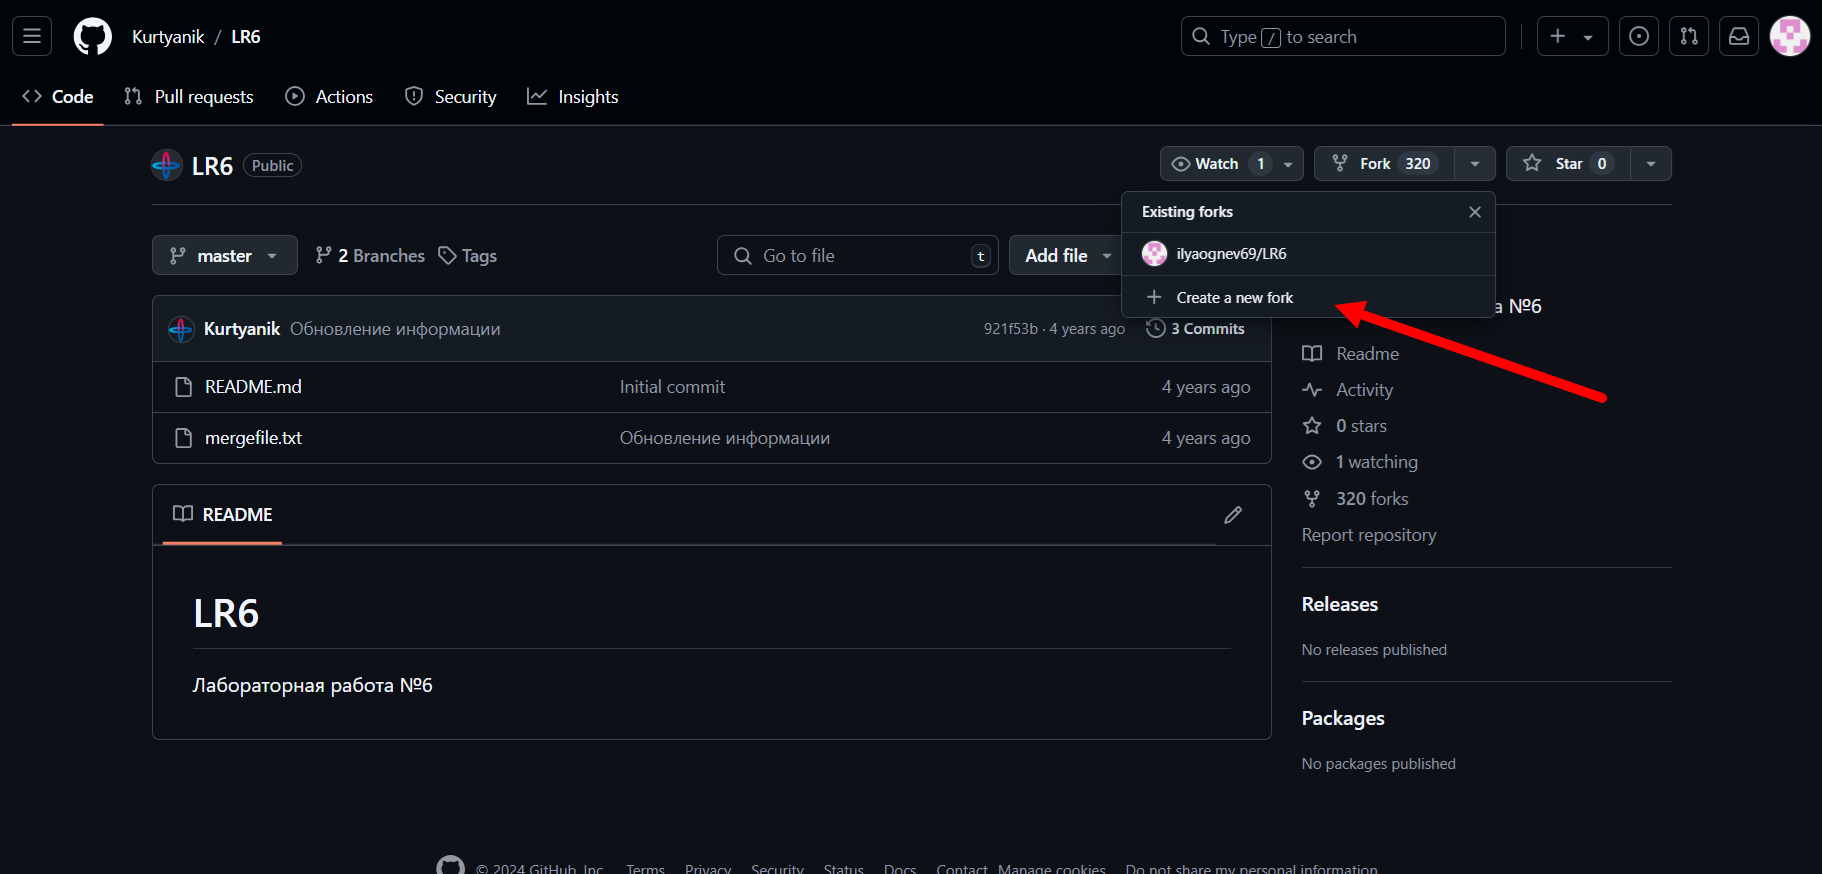 Kurtyanik / LR6
Type / to search
Code Pull requests Actions Security Insights
LR6 Public
Watch 1 Fork 320 Star 0
Existing forks
ilyaognev69/LR6
Create a new fork
master 2 Branches Tags
Go to file t
Add file
а №6
Kurtyanik Обновление информации 921f53b · 4 years ago 3 Commits
README.md Initial commit 4 years ago
mergefile.txt Обновление информации 4 years ago
README
LR6
Лабораторная работа №6
Readme
Activity
0 stars
1 watching
320 forks
Report repository
Releases
No releases published
Packages
No packages published
© 2024 GitHub, Inc. Terms Privacy Security Status Docs Contact Manage cookies Do not share my personal information